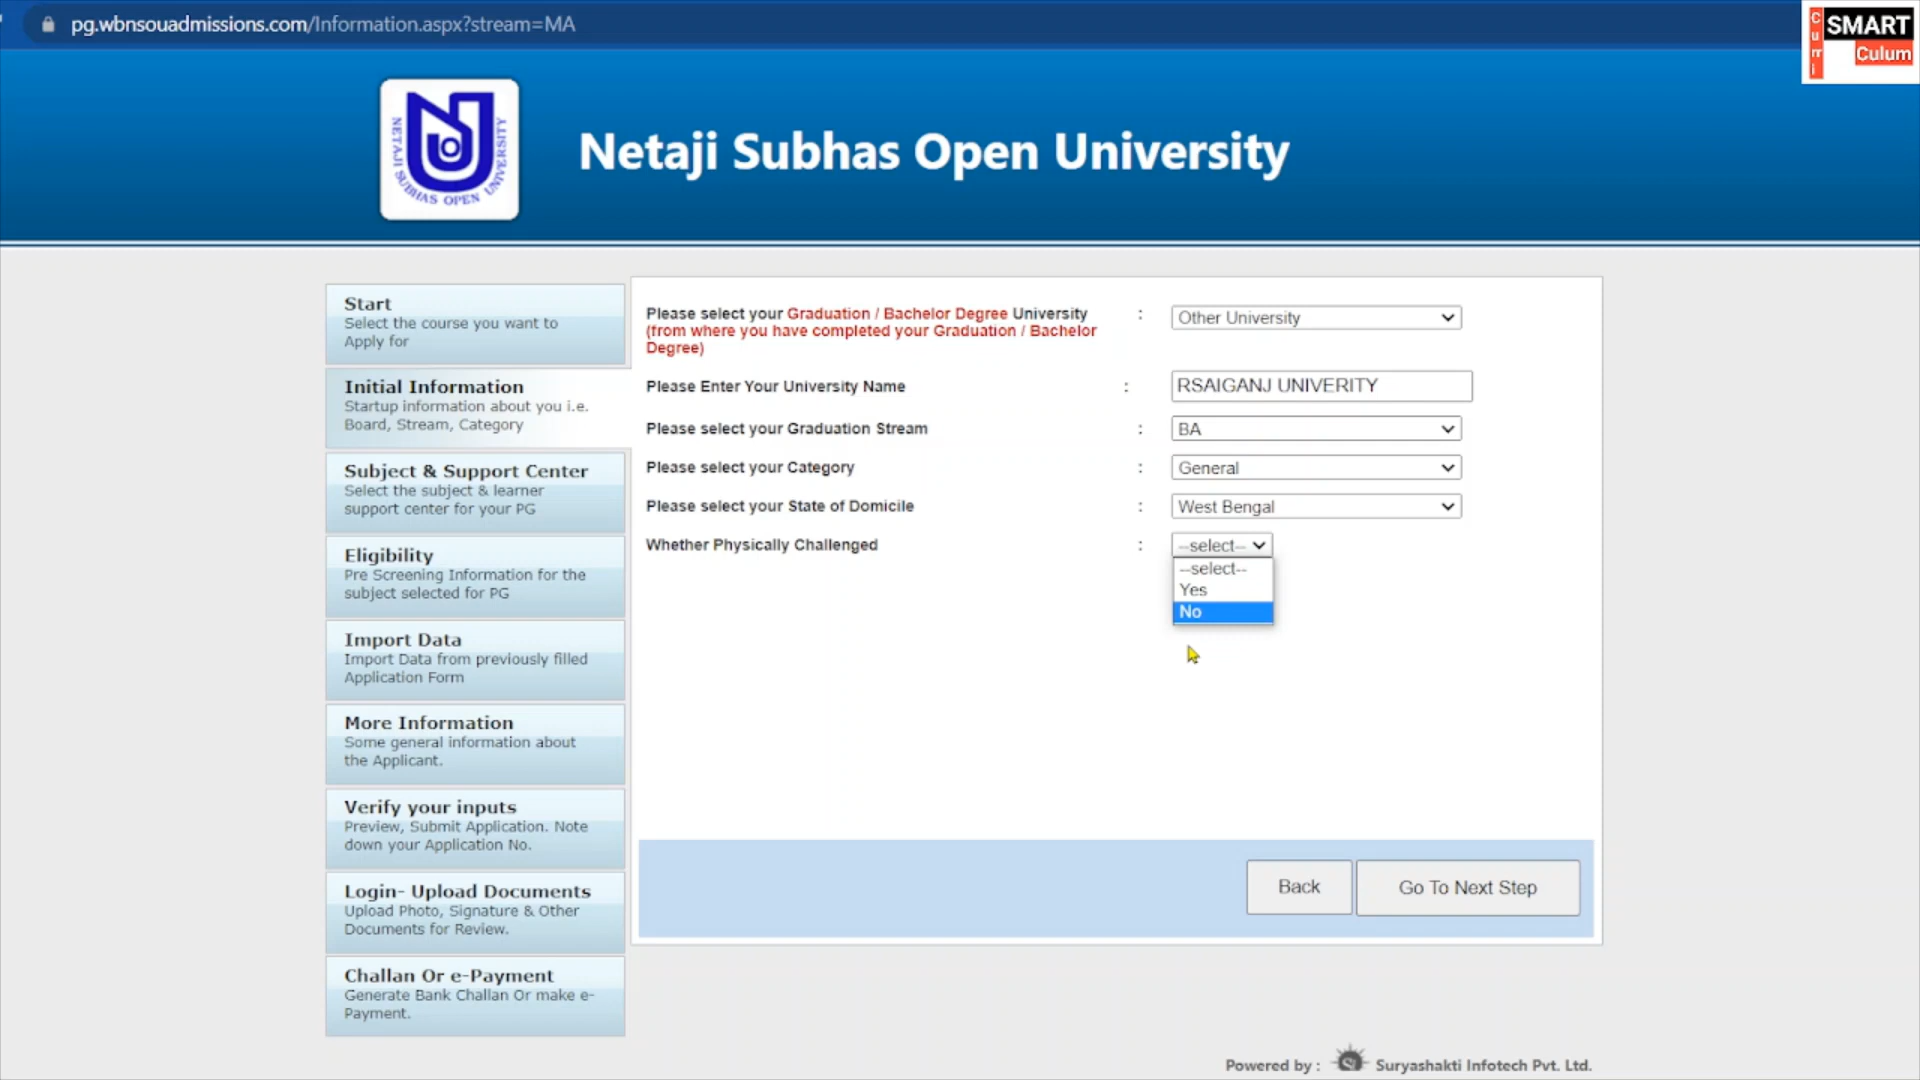 pg.wbnsouadmissions.com/Information.aspx?stream=MA
Curri
SMART
Culum
NETAJI SUBHAS OPEN UNIVERSITY
Netaji Subhas Open University
Start
Select the course you want to
Apply for
Initial Information
Startup information about you i.e.
Board, Stream, Category
Subject & Support Center
Select the subject & learner
support center for your PG
Eligibility
Pre Screening Information for the
subject selected for PG
Import Data
Import Data from previously filled
Application Form
More Information
Some general information about
the Applicant.
Verify your inputs
Preview, Submit Application. Note
down your Application No.
Login- Upload Documents
Upload Photo, Signature & Other
Documents for Review.
Challan Or e-Payment
Generate Bank Challan Or make e-
Payment.
Please select your Graduation / Bachelor Degree University : Other University
(from where you have completed your Graduation / Bachelor
Degree)
Please Enter Your University Name : RSAIGANJ UNIVERITY
Please select your Graduation Stream : BA
Please select your Category : General
Please select your State of Domicile : West Bengal
Whether Physically Challenged : --select--
--select--
Yes
No
Back
Go To Next Step
Powered by : Suryashakti Infotech Pvt. Ltd.